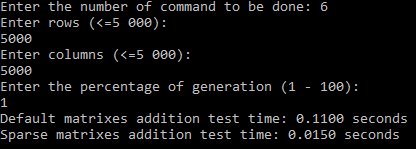 Enter the number of command to be done: 6
Enter rows (<=5 000):
5000
Enter columns (<=5 000):
5000
Enter the percentage of generation (1 - 100):
1
Default matrixes addition test time: 0.1100 seconds
Sparse matrixes addition test time: 0.0150 seconds